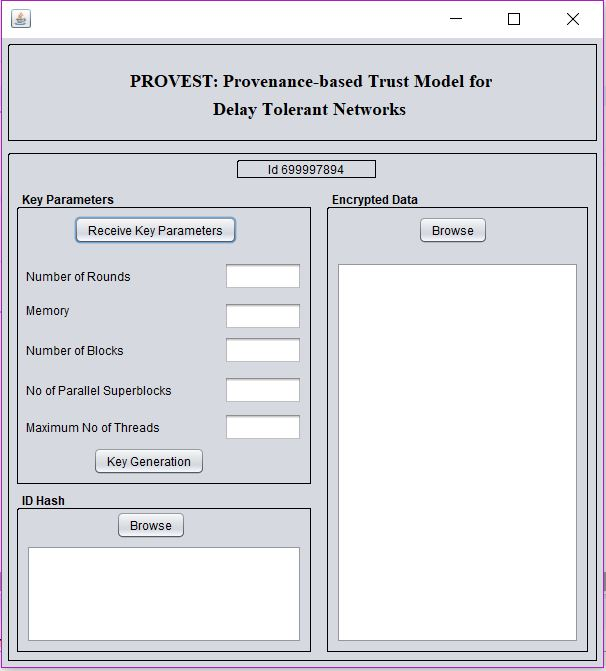 PROVEST: Provenance-based Trust Model for
Delay Tolerant Networks
Id 699997894
Key Parameters
Receive Key Parameters
Number of Rounds
Memory
Number of Blocks
No of Parallel Superblocks
Maximum No of Threads
Key Generation
ID Hash
Browse
Encrypted Data
Browse